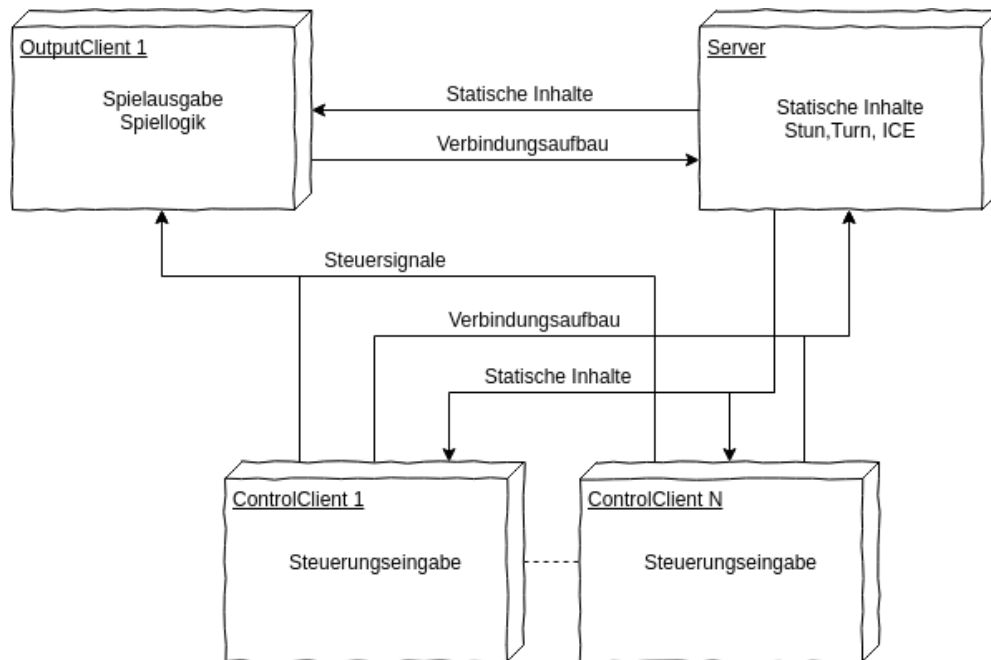 OutputClient 1
Spielausgabe
Spiellogik
Server
Statische Inhalte
Stun,Turn, ICE
Statische Inhalte
Verbindungsaufbau
Steuersignale
Verbindungsaufbau
Statische Inhalte
ControlClient 1
Steuerungseingabe
ControlClient N
Steuerungseingabe